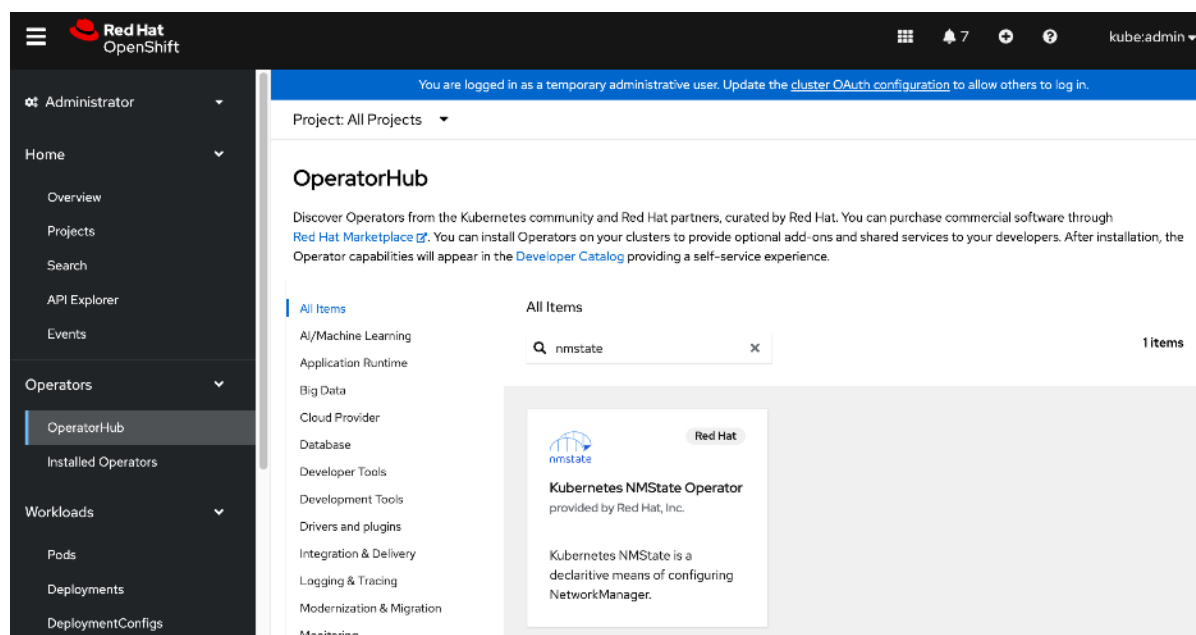 Red Hat
OpenShift
7
kube:admin
You are logged in as a temporary administrative user. Update the cluster OAuth configuration to allow others to log in.
Administrator
Project: All Projects
Home
Overview
Projects
Search
API Explorer
Events
Operators
OperatorHub
Installed Operators
Workloads
Pods
Deployments
DeploymentConfigs
OperatorHub
Discover Operators from the Kubernetes community and Red Hat partners, curated by Red Hat. You can purchase commercial software through
Red Hat Marketplace. You can install Operators on your clusters to provide optional add-ons and shared services to your developers. After installation, the
Operator capabilities will appear in the Developer Catalog providing a self-service experience.
All Items
AI/Machine Learning
Application Runtime
Big Data
Cloud Provider
Database
Developer Tools
Development Tools
Drivers and plugins
Integration & Delivery
Logging & Tracing
Modernization & Migration
Monitoring
All Items
nmstate
1 items
nmstate
Red Hat
Kubernetes NMState Operator
provided by Red Hat, Inc.
Kubernetes NMState is a
declaritive means of configuring
NetworkManager.